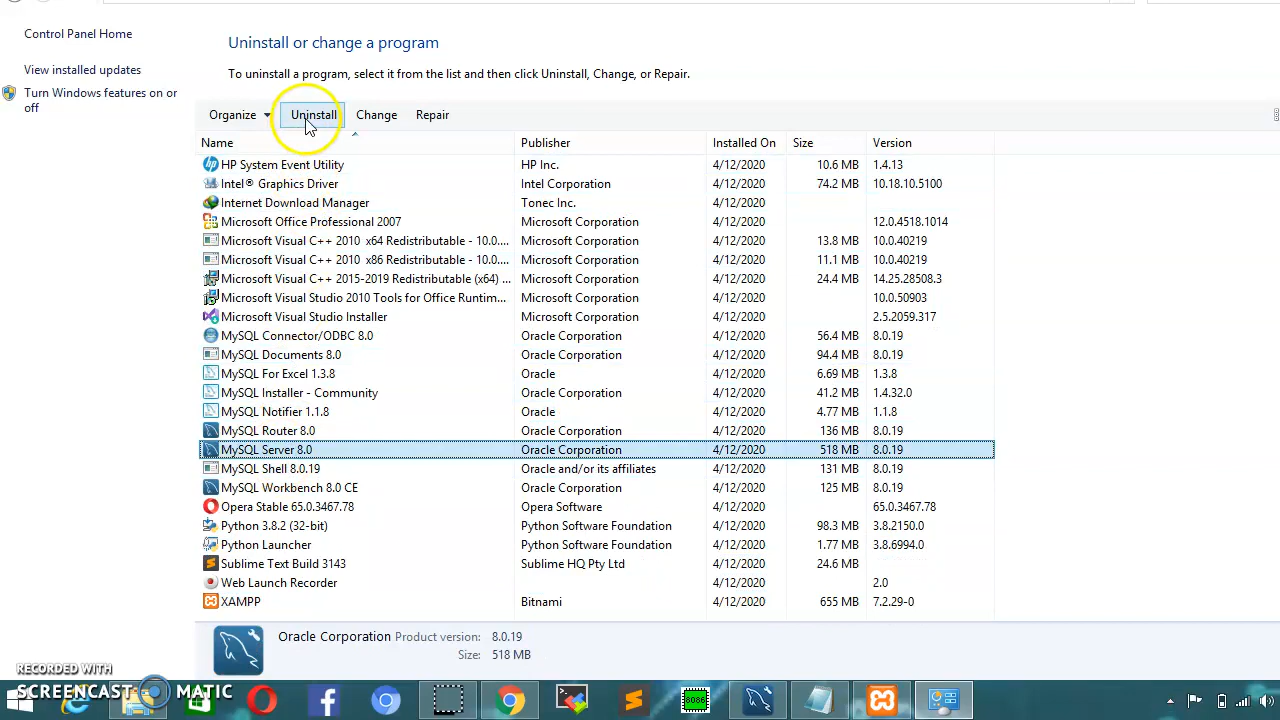 Control Panel Home
View installed updates
Turn Windows features on or
off
Uninstall or change a program
To uninstall a program, select it from the list and then click Uninstall, Change, or Repair.
Organize Uninstall Change Repair
Name Publisher Installed On Size Version
HP System Event Utility HP Inc. 4/12/2020 10.6 MB 1.4.13
Intel® Graphics Driver Intel Corporation 4/12/2020 74.2 MB 10.18.10.5100
Internet Download Manager Tonec Inc. 4/12/2020
Microsoft Office Professional 2007 Microsoft Corporation 4/12/2020 12.0.4518.1014
Microsoft Visual C++ 2010 x64 Redistributable - 10.0.... Microsoft Corporation 4/12/2020 13.8 MB 10.0.40219
Microsoft Visual C++ 2010 x86 Redistributable - 10.0.... Microsoft Corporation 4/12/2020 11.1 MB 10.0.40219
Microsoft Visual C++ 2015-2019 Redistributable (x64) ... Microsoft Corporation 4/12/2020 24.4 MB 14.25.28508.3
Microsoft Visual Studio 2010 Tools for Office Runtim... Microsoft Corporation 4/12/2020 10.0.50903
Microsoft Visual Studio Installer Microsoft Corporation 4/12/2020 2.5.2059.317
MySQL Connector/ODBC 8.0 Oracle Corporation 4/12/2020 56.4 MB 8.0.19
MySQL Documents 8.0 Oracle Corporation 4/12/2020 94.4 MB 8.0.19
MySQL For Excel 1.3.8 Oracle 4/12/2020 6.69 MB 1.3.8
MySQL Installer - Community Oracle Corporation 4/12/2020 41.2 MB 1.4.32.0
MySQL Notifier 1.1.8 Oracle 4/12/2020 4.77 MB 1.1.8
MySQL Router 8.0 Oracle Corporation 4/12/2020 136 MB 8.0.19
MySQL Server 8.0 Oracle Corporation 4/12/2020 518 MB 8.0.19
MySQL Shell 8.0.19 Oracle and/or its affiliates 4/12/2020 131 MB 8.0.19
MySQL Workbench 8.0 CE Oracle Corporation 4/12/2020 125 MB 8.0.19
Opera Stable 65.0.3467.78 Opera Software 4/12/2020 65.0.3467.78
Python 3.8.2 (32-bit) Python Software Foundation 4/12/2020 98.3 MB 3.8.2150.0
Python Launcher Python Software Foundation 4/12/2020 1.77 MB 3.8.6994.0
Sublime Text Build 3143 Sublime HQ Pty Ltd 4/12/2020 24.6 MB
Web Launch Recorder 4/12/2020 2.0
XAMPP Bitnami 4/12/2020 655 MB 7.2.29-0
Oracle Corporation Product version: 8.0.19
Size: 518 MB
RECORDED WITH
SCREENCAST MATIC
8086